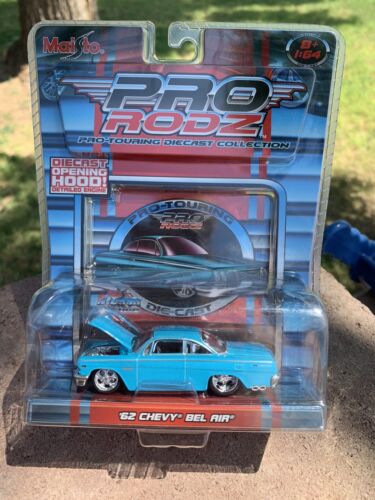 Maisto
8+
1:64
PRO
RODZ
PRO-TOURING DIECAST COLLECTION
DIECAST
OPENING
HOOD!
DETAILED ENGINE
PRO-TOURING
PRO
RODZ
DIE-CAST
'62 CHEVY® BEL AIR®